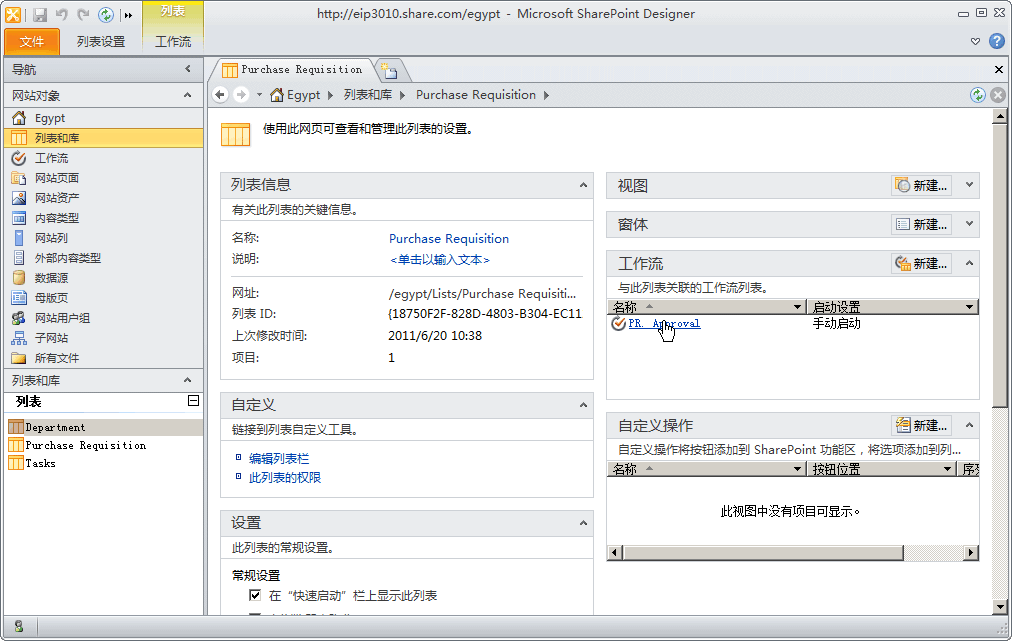 列表
http://eip3010.share.com/egypt - Microsoft SharePoint Designer
文件
列表设置
工作流
导航
网站对象
Egypt
列表和库
工作流
网站页面
网站资产
内容类型
网站列
外部内容类型
数据源
母版页
网站用户组
子网站
所有文件
列表和库
列表
Department
Purchase Requisition
Tasks
Purchase Requisition
Egypt 列表和库 Purchase Requisition
使用此网页可查看和管理此列表的设置。
列表信息
有关此列表的关键信息。
名称: Purchase Requisition
说明: <单击以输入文本>
网址: /egypt/Lists/Purchase Requisiti...
列表 ID: {18750F2F-828D-4803-B304-EC11
上次修改时间: 2011/6/20 10:38
项目: 1
自定义
链接到列表自定义工具。
编辑列表栏
此列表的权限
设置
此列表的常规设置。
常规设置
在“快速启动”栏上显示此列表
视图 新建...
窗体 新建...
工作流 新建...
与此列表关联的工作流列表。
名称 启动设置
PR. Approval 手动启动
自定义操作 新建...
自定义操作将按钮添加到 SharePoint 功能区，将选项添加到列...
名称 按钮位置 序列
此视图中没有项目可显示。